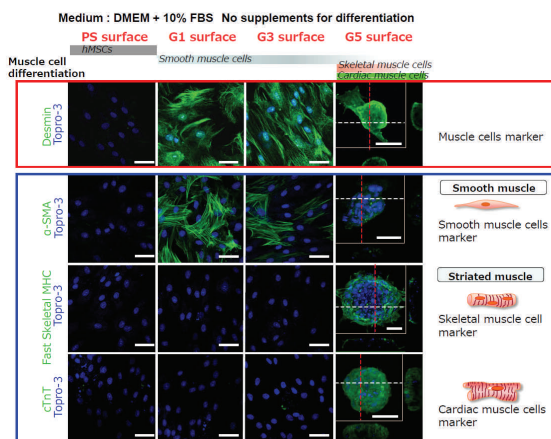 Medium : DMEM + 10% FBS No supplements for differentiation
PS surface G1 surface G3 surface G5 surface
hMSCs
Smooth muscle cells
Skeletal muscle cells
Cardiac muscle cells
Muscle cell
differentiation
Desmin
Topro-3
Muscle cells marker
α-SMA
Topro-3
Smooth muscle
Smooth muscle cells
marker
Fast Skeletal MHC
Topro-3
Striated muscle
Skeletal muscle cell
marker
cTnT
Topro-3
Cardiac muscle cells
marker